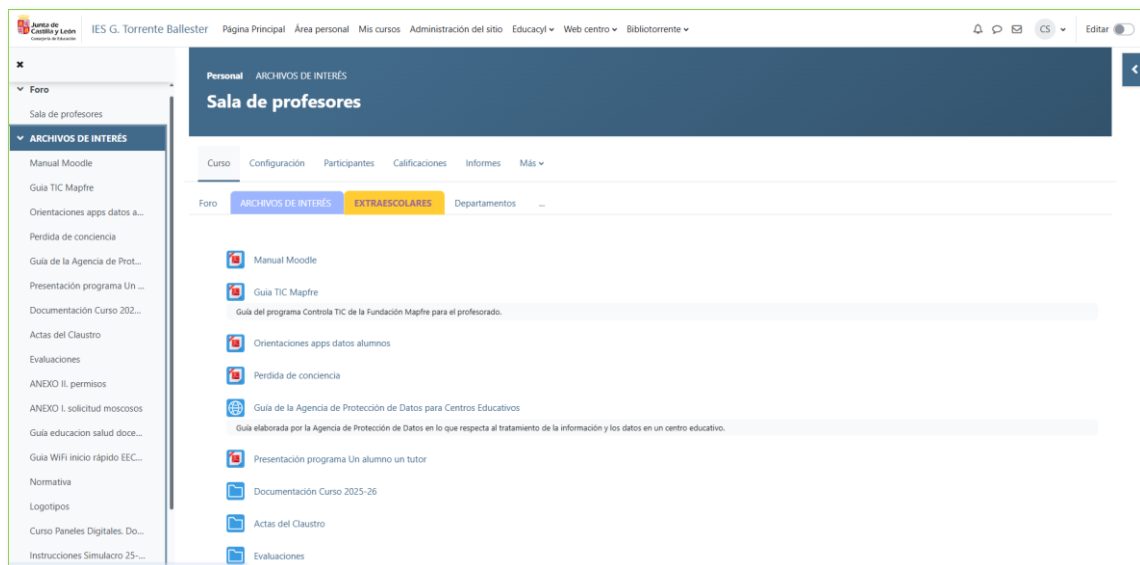 Junta de
Castilla y León
Consejería de Educación
IES G. Torrente Ballester Página Principal Área personal Mis cursos Administración del sitio Educacyl Web centro Bibliotorrente CS Editar
Foro
Sala de profesores
ARCHIVOS DE INTERÉS
Manual Moodle
Guia TIC Mapfre
Orientaciones apps datos a...
Perdida de conciencia
Guía de la Agencia de Prot...
Presentación programa Un ...
Documentación Curso 202...
Actas del Claustro
Evaluaciones
ANEXO II. permisos
ANEXO I. solicitud moscosos
Guía educacion salud doce...
Guia WiFi inicio rápido EEC...
Normativa
Logotipos
Curso Paneles Digitales. Do...
Instrucciones Simulacro 25-...
Personal ARCHIVOS DE INTERÉS
Sala de profesores
Curso Configuración Participantes Calificaciones Informes Más
Foro ARCHIVOS DE INTERÉS EXTRAESCOLARES Departamentos ...
Manual Moodle
Guia TIC Mapfre
Guía del programa Controla TIC de la Fundación Mapfre para el profesorado.
Orientaciones apps datos alumnos
Perdida de conciencia
Guía de la Agencia de Protección de Datos para Centros Educativos
Guía elaborada por la Agencia de Protección de Datos en lo que respecta al tratamiento de la información y los datos en un centro educativo.
Presentación programa Un alumno un tutor
Documentación Curso 2025-26
Actas del Claustro
Evaluaciones